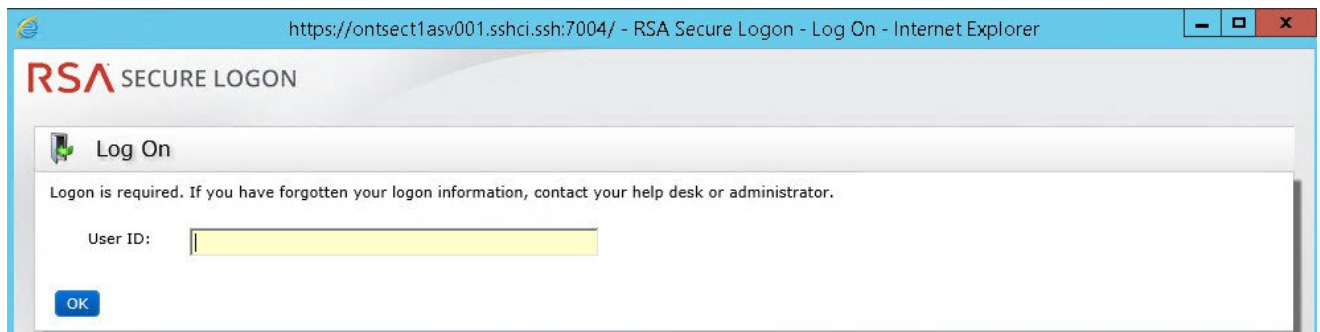 https://ontsect1asv001.sshci.ssh:7004/ - RSA Secure Logon - Log On - Internet Explorer
RSA SECURE LOGON
Log On
Logon is required. If you have forgotten your logon information, contact your help desk or administrator.
User ID:
OK